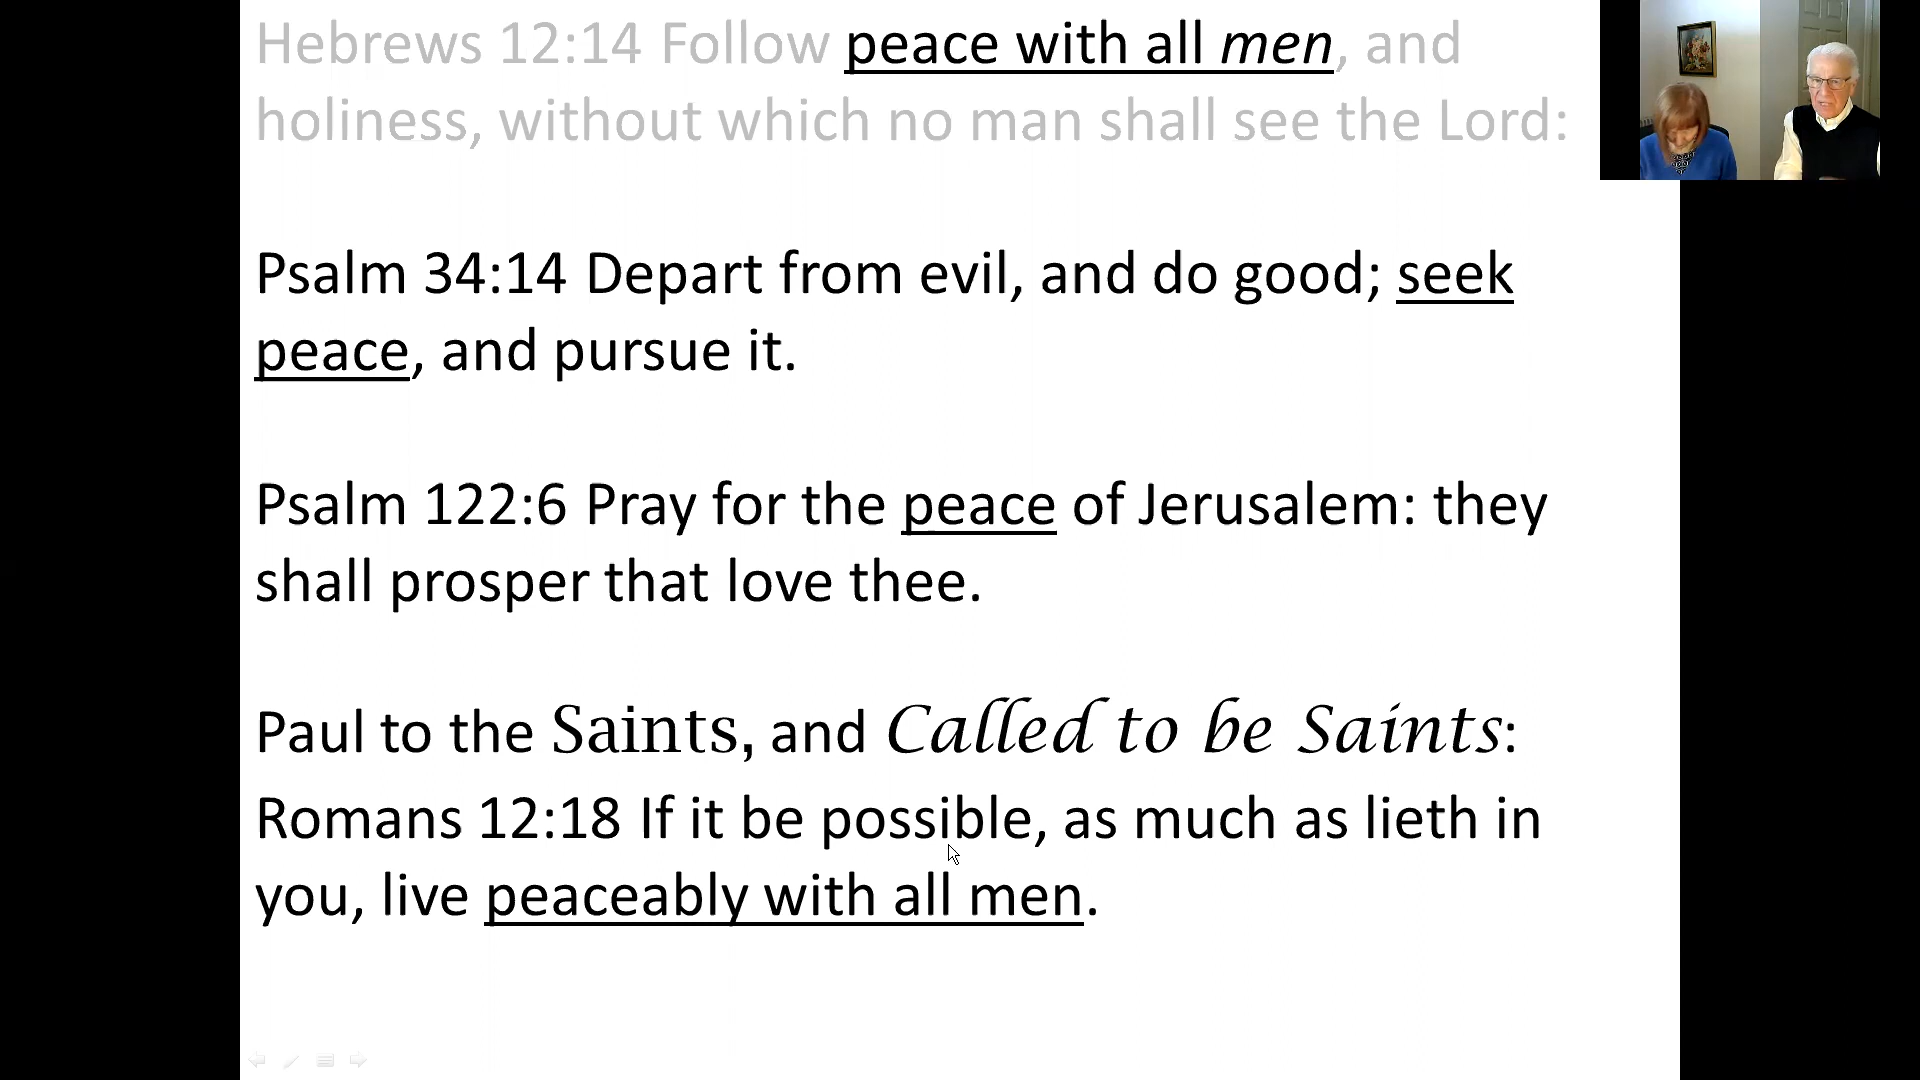 Hebrews 12:14 Follow peace with all men, and
holiness, without which no man shall see the Lord:
Psalm 34:14 Depart from evil, and do good; seek
peace, and pursue it.
Psalm 122:6 Pray for the peace of Jerusalem: they
shall prosper that love thee.
Paul to the Saints, and Called to be Saints:
Romans 12:18 If it be possible, as much as lieth in
you, live peaceably with all men.